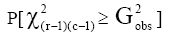 P[ χ²₍r−1₎₍c−1₎ ≥ G²obs ]